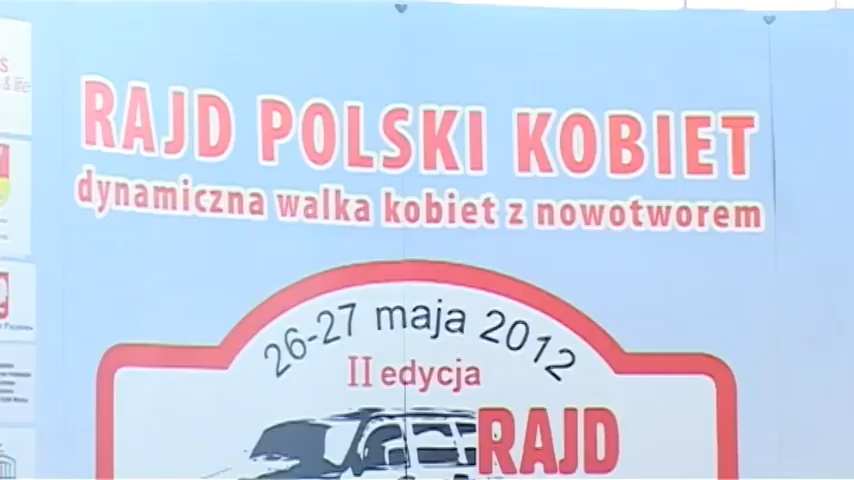 RAJD POLSKI KOBIET
dynamiczna walka kobiet z nowotworem
26-27 maja 2012
II edycja
RAJD